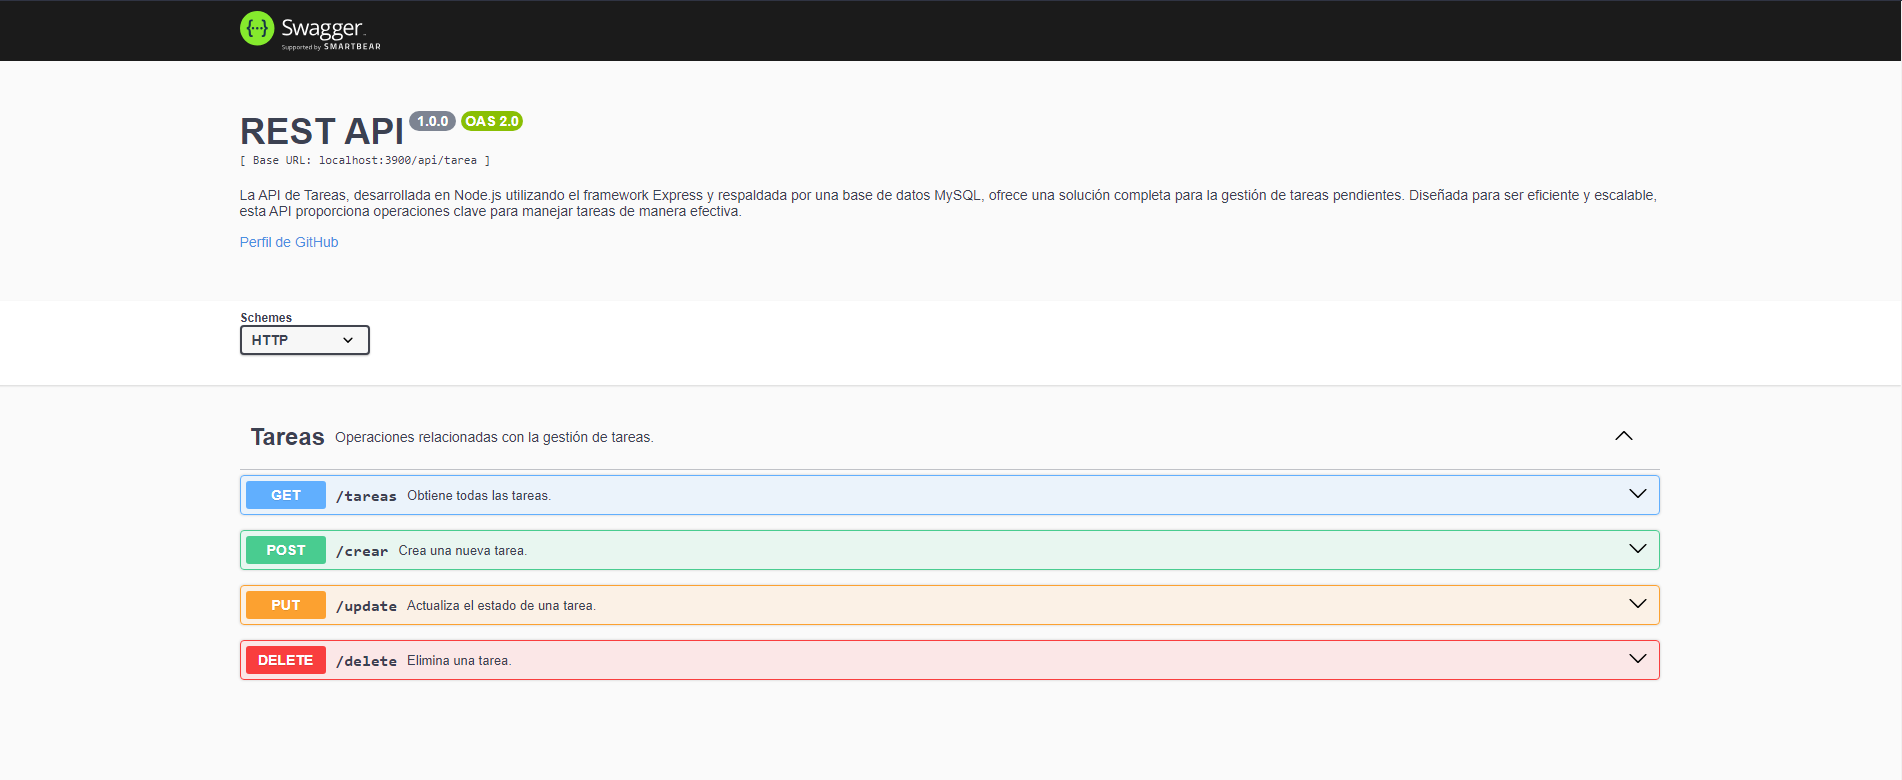 Swagger
Supported by SMARTBEAR
REST API 1.0.0 OAS 2.0
[ Base URL: localhost:3900/api/tarea ]
La API de Tareas, desarrollada en Node.js utilizando el framework Express y respaldada por una base de datos MySQL, ofrece una solución completa para la gestión de tareas pendientes. Diseñada para ser eficiente y escalable,
esta API proporciona operaciones clave para manejar tareas de manera efectiva.
Perfil de GitHub
Schemes
HTTP
Tareas Operaciones relacionadas con la gestión de tareas.
GET /tareas Obtiene todas las tareas.
POST /crear Crea una nueva tarea.
PUT /update Actualiza el estado de una tarea.
DELETE /delete Elimina una tarea.